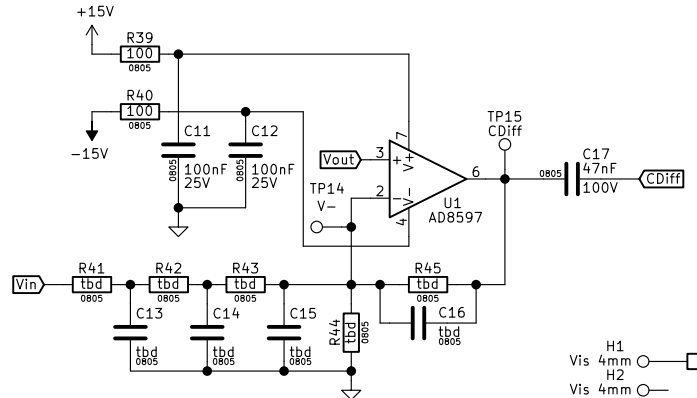 +15V
R39
100
0805
R40
100
0805
-15V
C11
0805
100nF
25V
C12
0805
100nF
25V
Vout
3
+
7
V+
2
-
V-
4
6
U1
AD8597
TP14
V-
TP15
CDiff
C17
0805
47nF
100V
CDiff
Vin
R41
tbd
0805
R42
tbd
0805
R43
tbd
0805
R45
tbd
0805
C13
tbd
0805
C14
tbd
0805
C15
tbd
0805
R44
tbd
0805
C16
tbd
0805
H1
Vis 4mm
H2
Vis 4mm